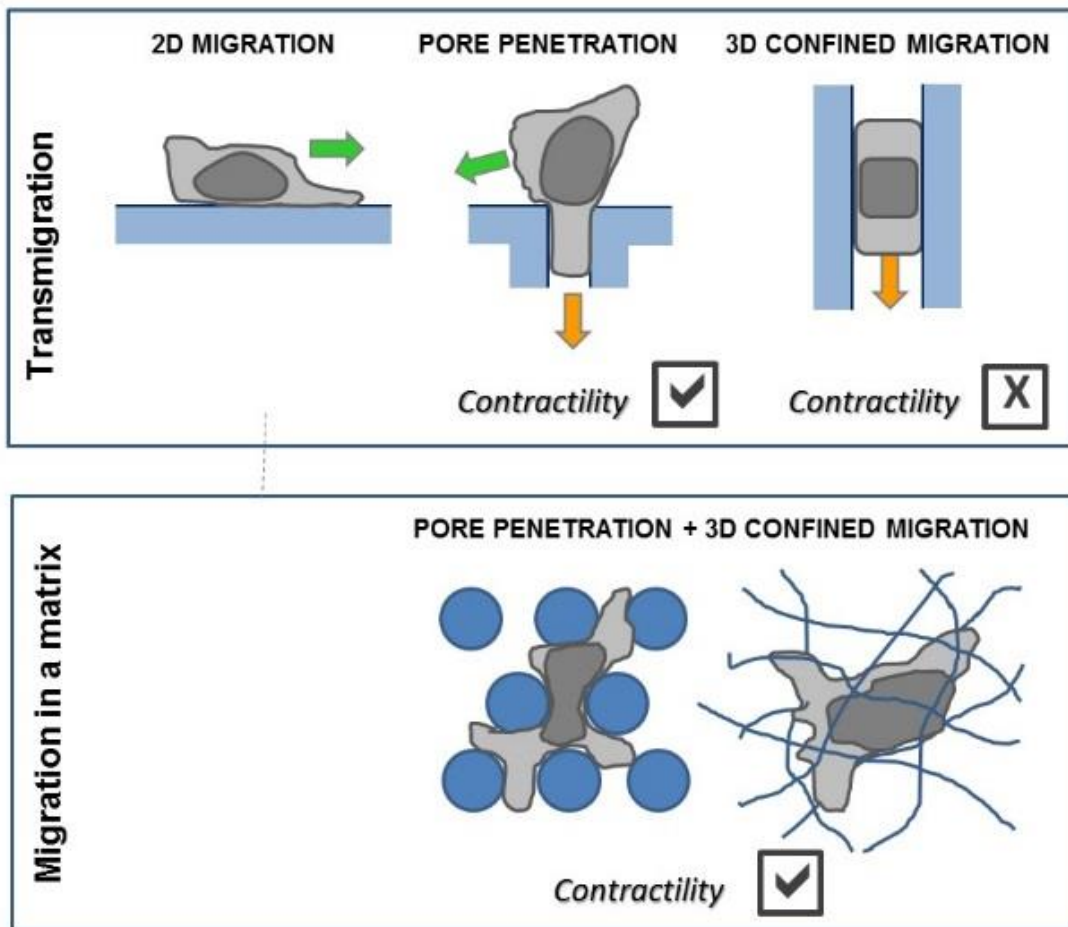 2D MIGRATION
PORE PENETRATION
3D CONFINED MIGRATION
Transmigration
Contractility
Contractility X
PORE PENETRATION + 3D CONFINED MIGRATION
Migration in a matrix
Contractility